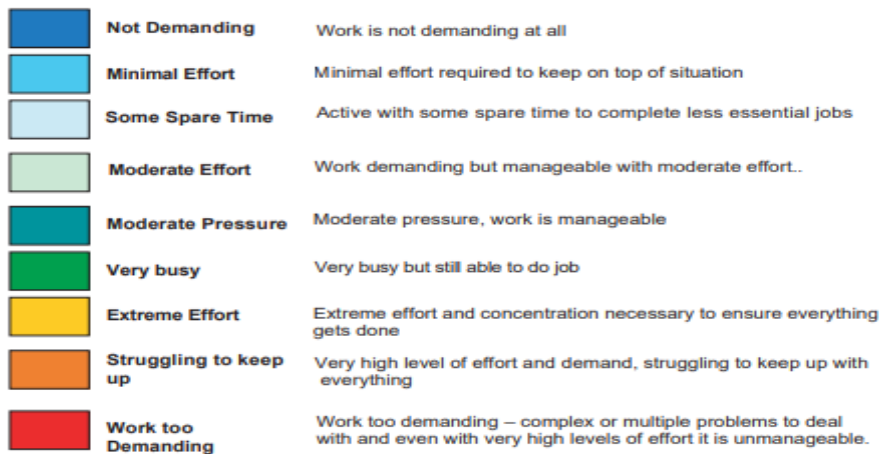 Not Demanding Work is not demanding at all
Minimal Effort Minimal effort required to keep on top of situation
Some Spare Time Active with some spare time to complete less essential jobs
Moderate Effort Work demanding but manageable with moderate effort..
Moderate Pressure Moderate pressure, work is manageable
Very busy Very busy but still able to do job
Extreme Effort Extreme effort and concentration necessary to ensure everything
gets done
Struggling to keep Very high level of effort and demand, struggling to keep up with
up everything
Work too Work too demanding – complex or multiple problems to deal
Demanding with and even with very high levels of effort it is unmanageable.